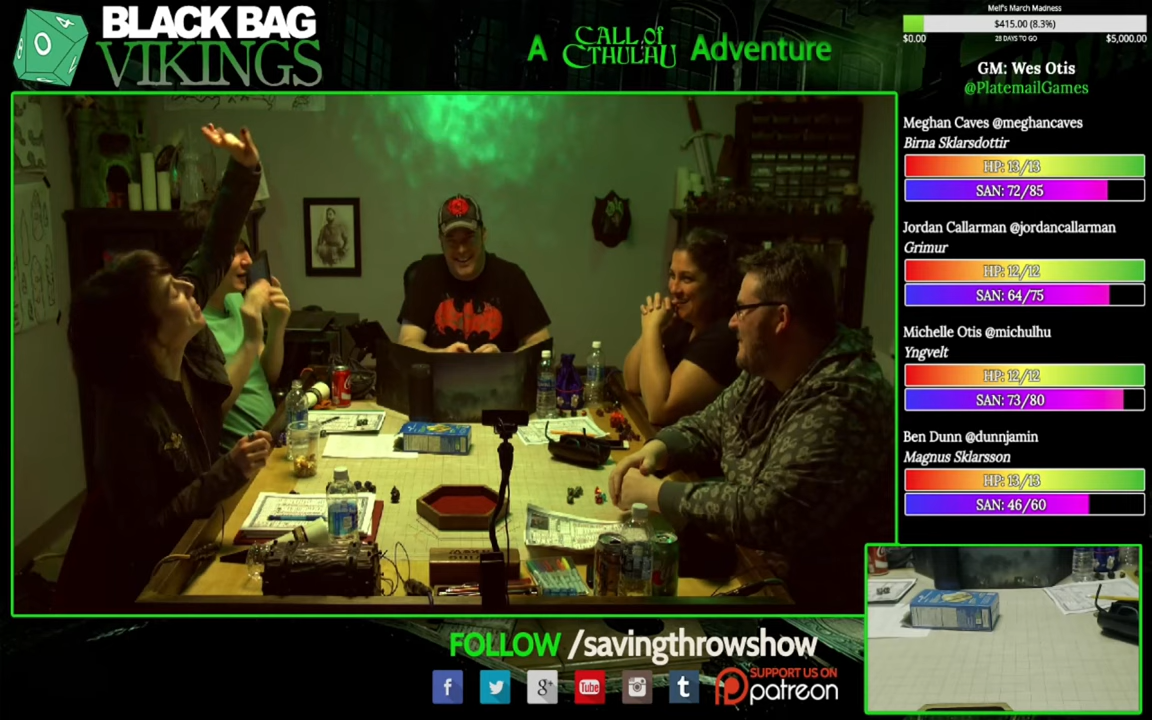 BLACK BAG
VIKINGS
A CALL of CTHULHU Adventure
Melf's March Madness
$415.00 (8.3%)
$0.00 28 DAYS TO GO $5,000.00
GM: Wes Otis
@PlatemailGames
Meghan Caves @meghancaves
Birna Sklarsdottir
HP: 13/13
SAN: 72/85
Jordan Callarman @jordancallarman
Grimur
HP: 12/12
SAN: 64/75
Michelle Otis @michulhu
Yngvelt
HP: 12/12
SAN: 73/80
Ben Dunn @dunnjamin
Magnus Sklarsson
HP: 13/13
SAN: 46/60
FOLLOW /savingthrowshow
f g+ You Tube t
SUPPORT US ON
patreon